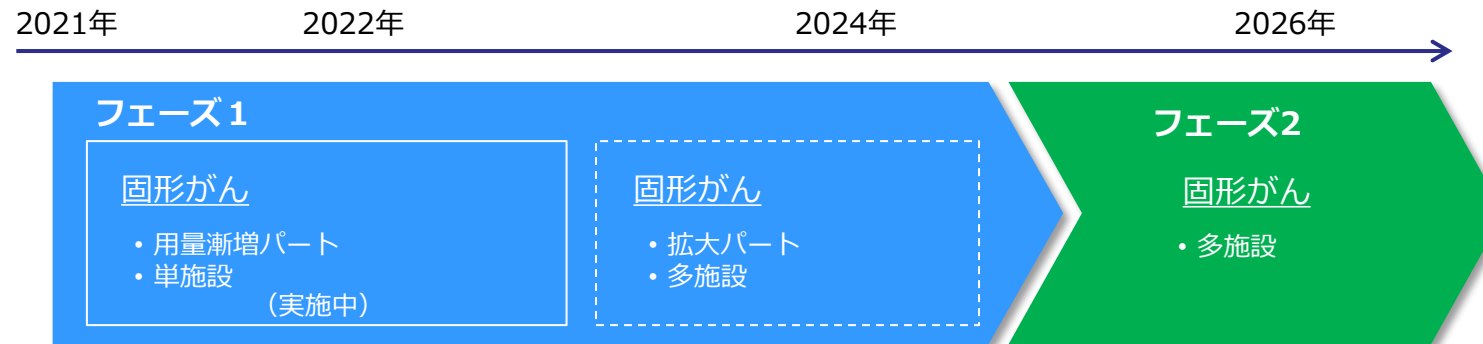 2021年 2022年 2024年 2026年
フェーズ１
固形がん
・用量漸増パート
・単施設
（実施中）
固形がん
・拡大パート
・多施設
フェーズ2
固形がん
・多施設